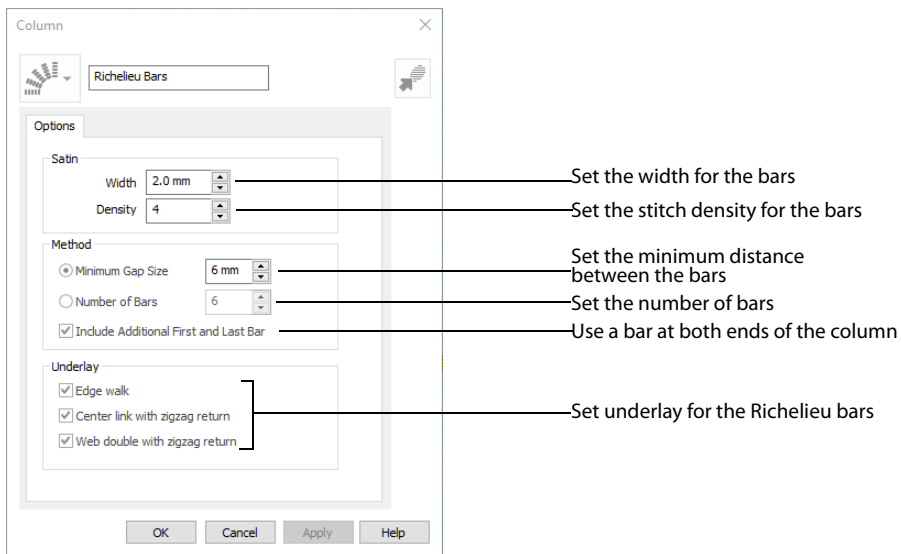 Column
Richelieu Bars
Options
Satin
Width 2.0 mm
Set the width for the bars
Density 4
Set the stitch density for the bars
Method
Minimum Gap Size 6 mm
Set the minimum distance
between the bars
Number of Bars 6
Set the number of bars
Include Additional First and Last Bar
Use a bar at both ends of the column
Underlay
Edge walk
Center link with zigzag return
Set underlay for the Richelieu bars
Web double with zigzag return
OK Cancel Apply Help